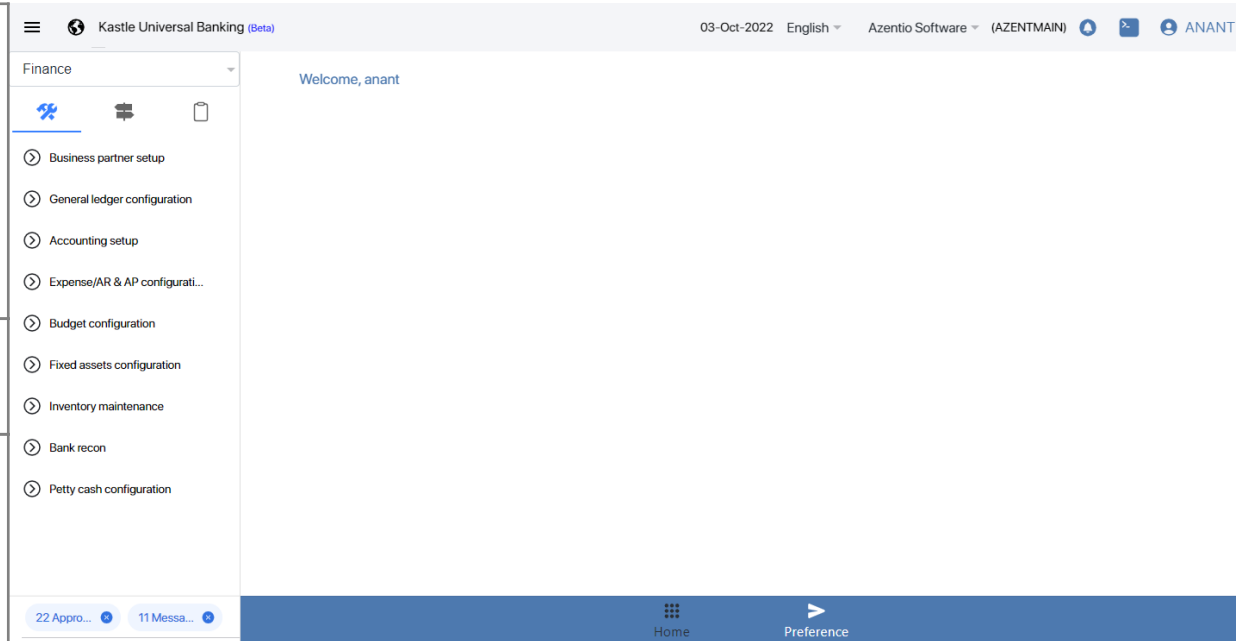 Kastle Universal Banking (Beta) 03-Oct-2022 English Azentio Software (AZENTMAIN) ANANT
Finance
Welcome, anant
Business partner setup
General ledger configuration
Accounting setup
Expense/AR & AP configurati...
Budget configuration
Fixed assets configuration
Inventory maintenance
Bank recon
Petty cash configuration
22 Appro... 11 Messa...
Home Preference